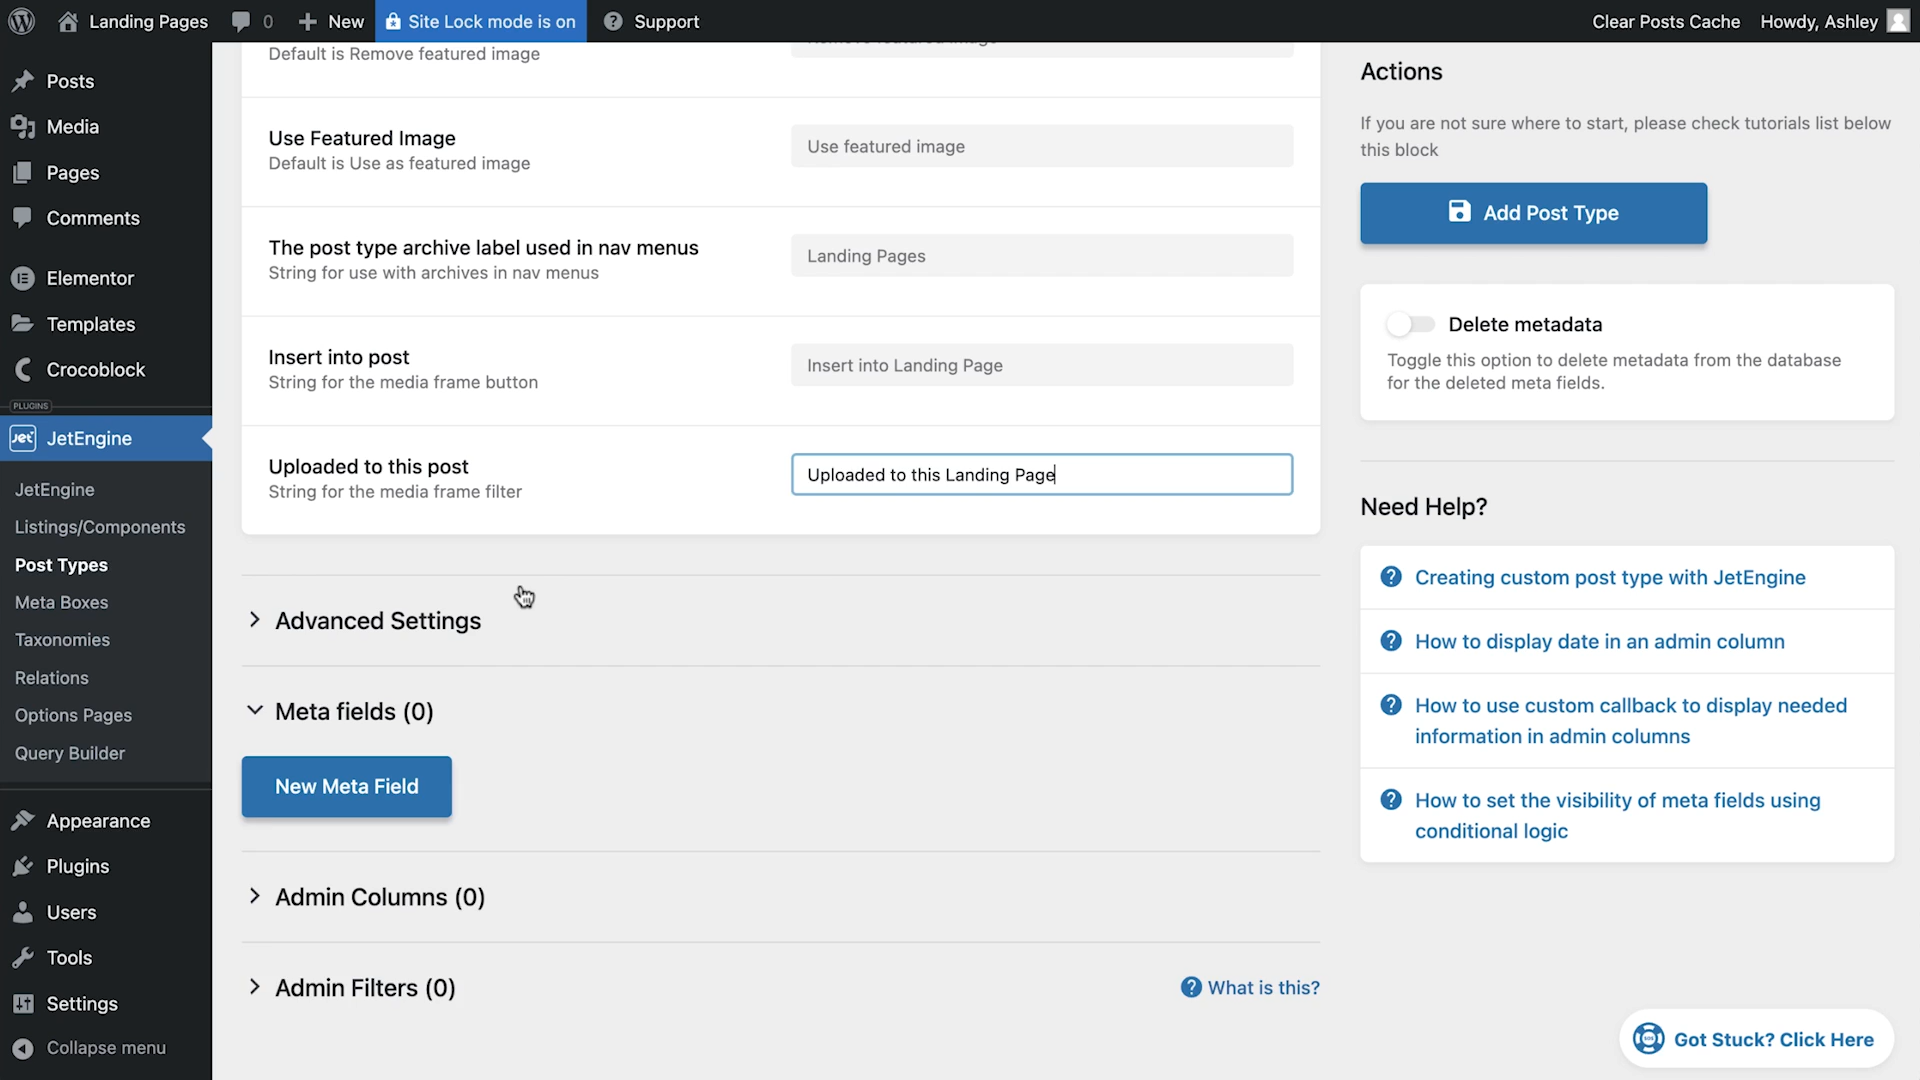 Landing Pages
0
New
Site Lock mode is on
Support
Clear Posts Cache
Howdy, Ashley
Posts
Media
Pages
Comments
Elementor
Templates
Crocoblock
PLUGINS
Jet
JetEngine
JetEngine
Listings/Components
Post Types
Meta Boxes
Taxonomies
Relations
Options Pages
Query Builder
Appearance
Plugins
Users
Tools
Settings
Collapse menu
Default is Remove featured image
Use Featured Image
Default is Use as featured image
Use featured image
The post type archive label used in nav menus
String for use with archives in nav menus
Landing Pages
Insert into post
String for the media frame button
Insert into Landing Page
Uploaded to this post
String for the media frame filter
Uploaded to this Landing Page
Advanced Settings
Meta fields (0)
New Meta Field
Admin Columns (0)
Admin Filters (0)
What is this?
Actions
If you are not sure where to start, please check tutorials list below
this block
Add Post Type
Delete metadata
Toggle this option to delete metadata from the database
for the deleted meta fields.
Need Help?
Creating custom post type with JetEngine
How to display date in an admin column
How to use custom callback to display needed
information in admin columns
How to set the visibility of meta fields using
conditional logic
Got Stuck? Click Here